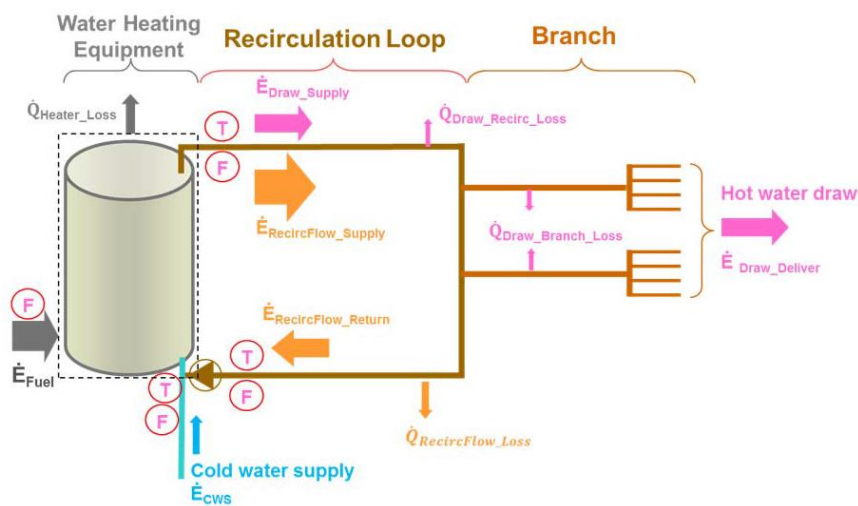 Water Heating
Equipment
Recirculation Loop
Branch
Q̇Heater_Loss
ĖDraw_Supply
Q̇Draw_Recirc_Loss
T
F
ĖRecircFlow_Supply
Hot water draw
Q̇Draw_Branch_Loss
Ė Draw_Deliver
F
ĖRecircFlow_Return
T
ĖFuel
T
F
F
Q̇RecircFlow_Loss
Cold water supply
ĖCWS